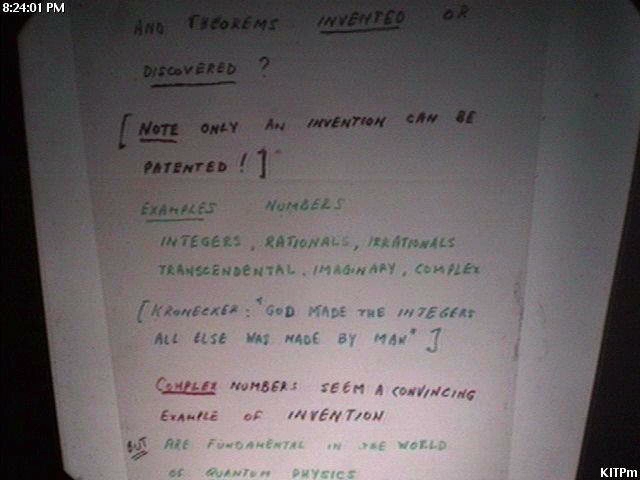 8:24:01 PM
AND THEOREMS INVENTED OR
DISCOVERED ?
[ NOTE ONLY AN INVENTION CAN BE
PATENTED ! ]
EXAMPLES NUMBERS
INTEGERS, RATIONALS, IRRATIONALS
TRANSCENDENTAL, IMAGINARY, COMPLEX
[ KRONECKER: "GOD MADE THE INTEGERS
ALL ELSE WAS MADE BY MAN" ]
COMPLEX NUMBERS SEEM A CONVINCING
EXAMPLE OF INVENTION
BUT ARE FUNDAMENTAL IN THE WORLD
OF QUANTUM PHYSICS
KITPm